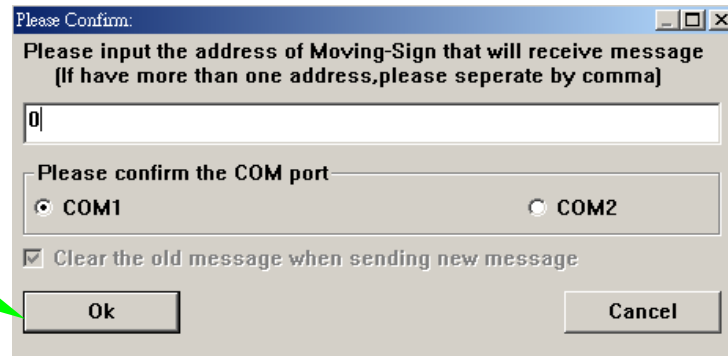 Please Confirm:
Please input the address of Moving-Sign that will receive message
(If have more than one address,please seperate by comma)
0
Please confirm the COM port
COM1 COM2
Clear the old message when sending new message
Ok Cancel